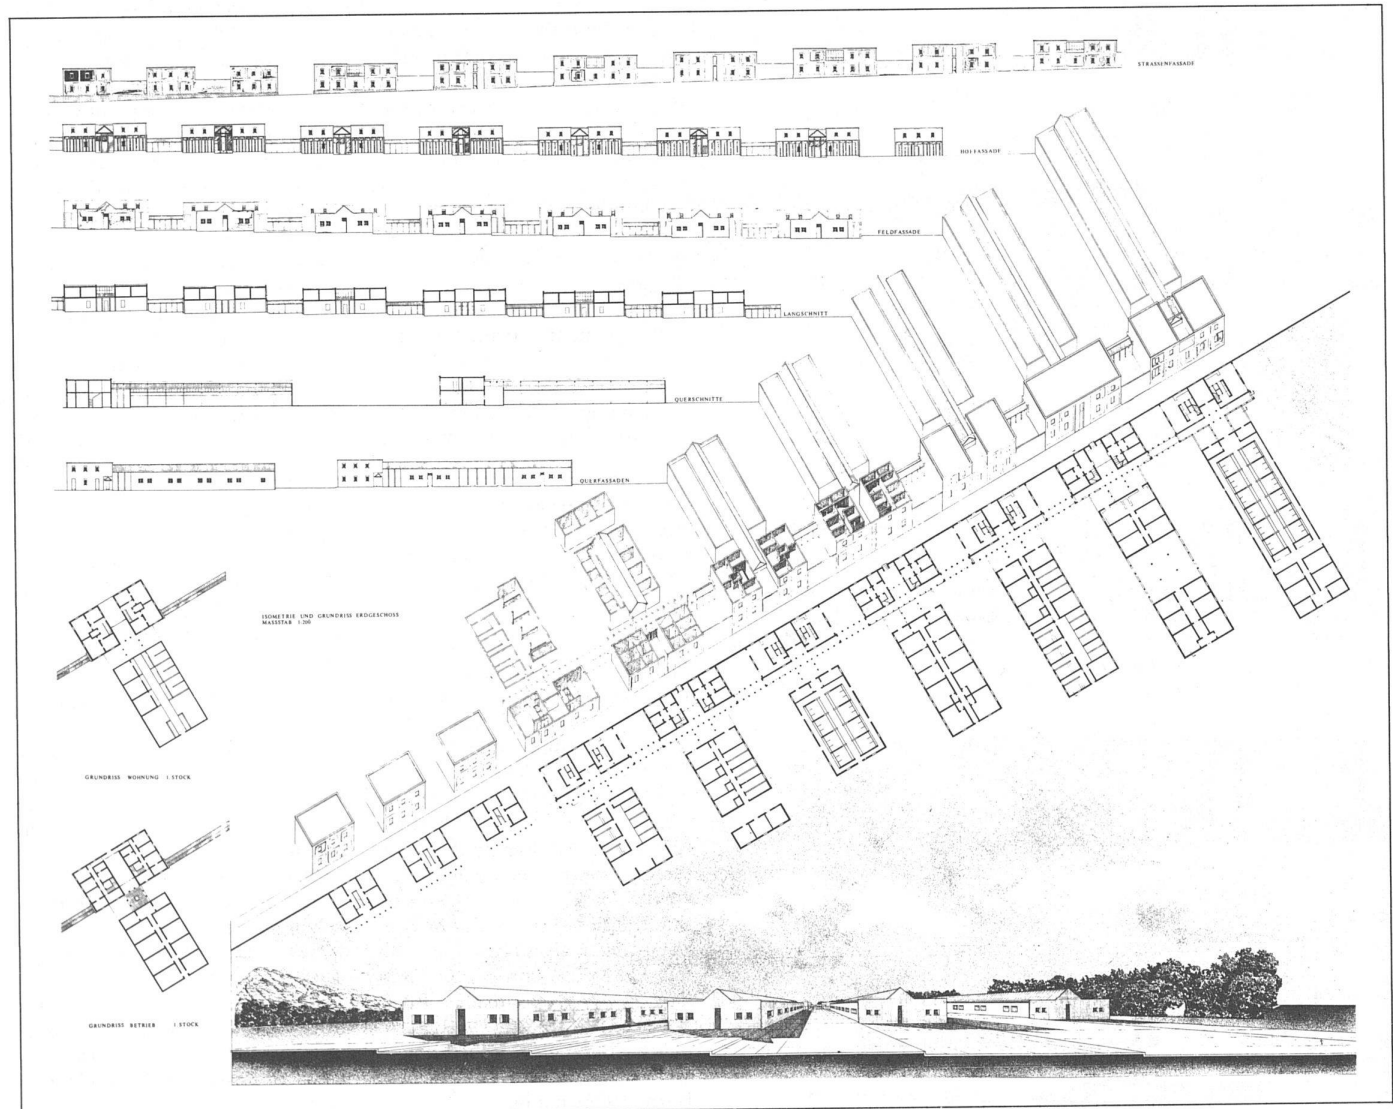 STRASSENFASSADE
HOFFASSADE
FELDFASSADE
LANGSCHNITT
QUERSCHNITTE
QUERFASSADEN
ISOMETRIE UND GRUNDRISS ERDGESCHOSS
MASSSTAB 1:200
GRUNDRISS WOHNUNG 1 STOCK
GRUNDRISS BETRIEB 1 STOCK